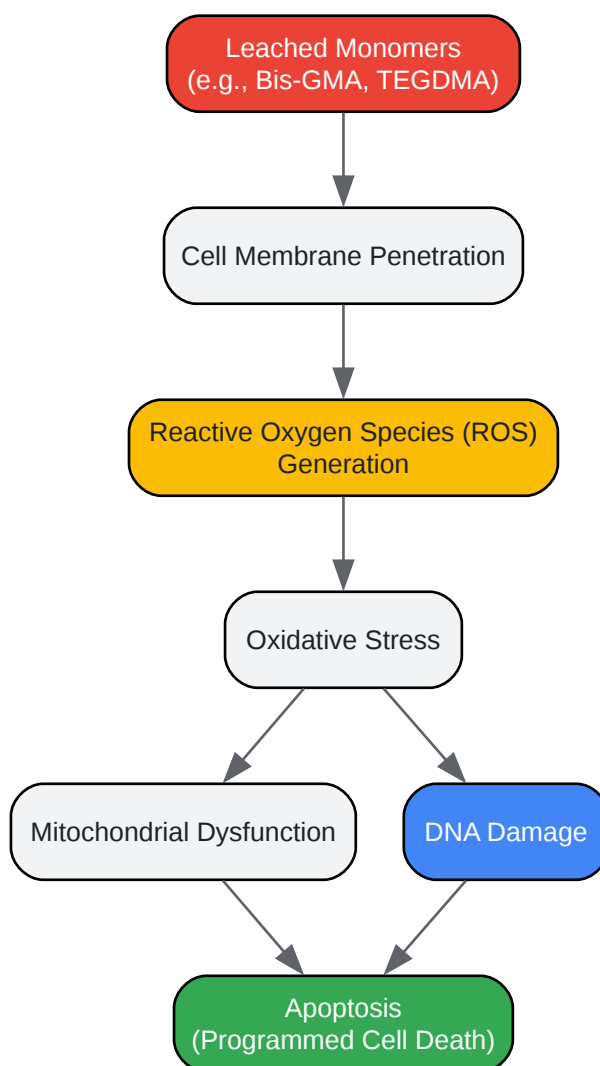 Leached Monomers
(e.g., Bis-GMA, TEGDMA)
Cell Membrane Penetration
Reactive Oxygen Species (ROS)
Generation
Oxidative Stress
Mitochondrial Dysfunction
DNA Damage
Apoptosis
(Programmed Cell Death)